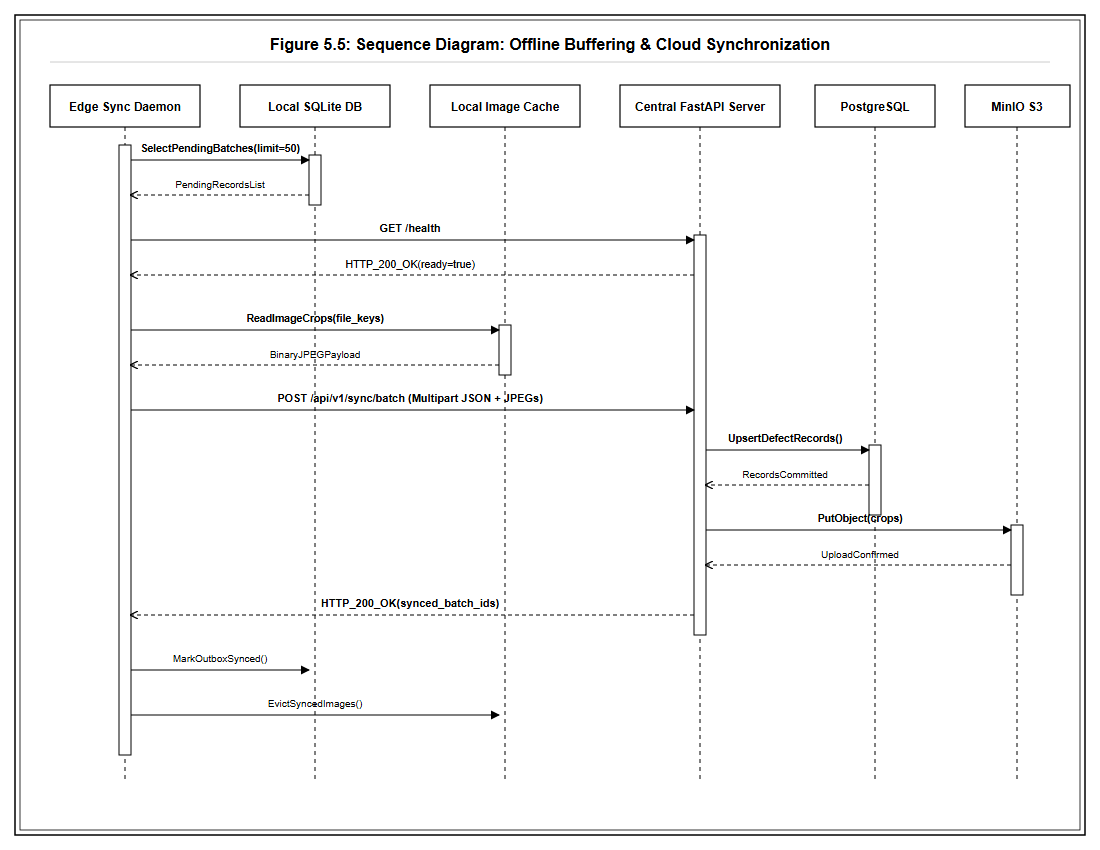 Figure 5.5: Sequence Diagram: Offline Buffering & Cloud Synchronization
Edge Sync Daemon
Local SQLite DB
Local Image Cache
Central FastAPI Server
PostgreSQL
MinIO S3
SelectPendingBatches(limit=50)
PendingRecordsList
GET /health
HTTP_200_OK(ready=true)
ReadImageCrops(file_keys)
BinaryJPEGPayload
POST /api/v1/sync/batch (Multipart JSON + JPEGs)
UpsertDefectRecords()
RecordsCommitted
PutObject(crops)
UploadConfirmed
HTTP_200_OK(synced_batch_ids)
MarkOutboxSynced()
EvictSyncedImages()